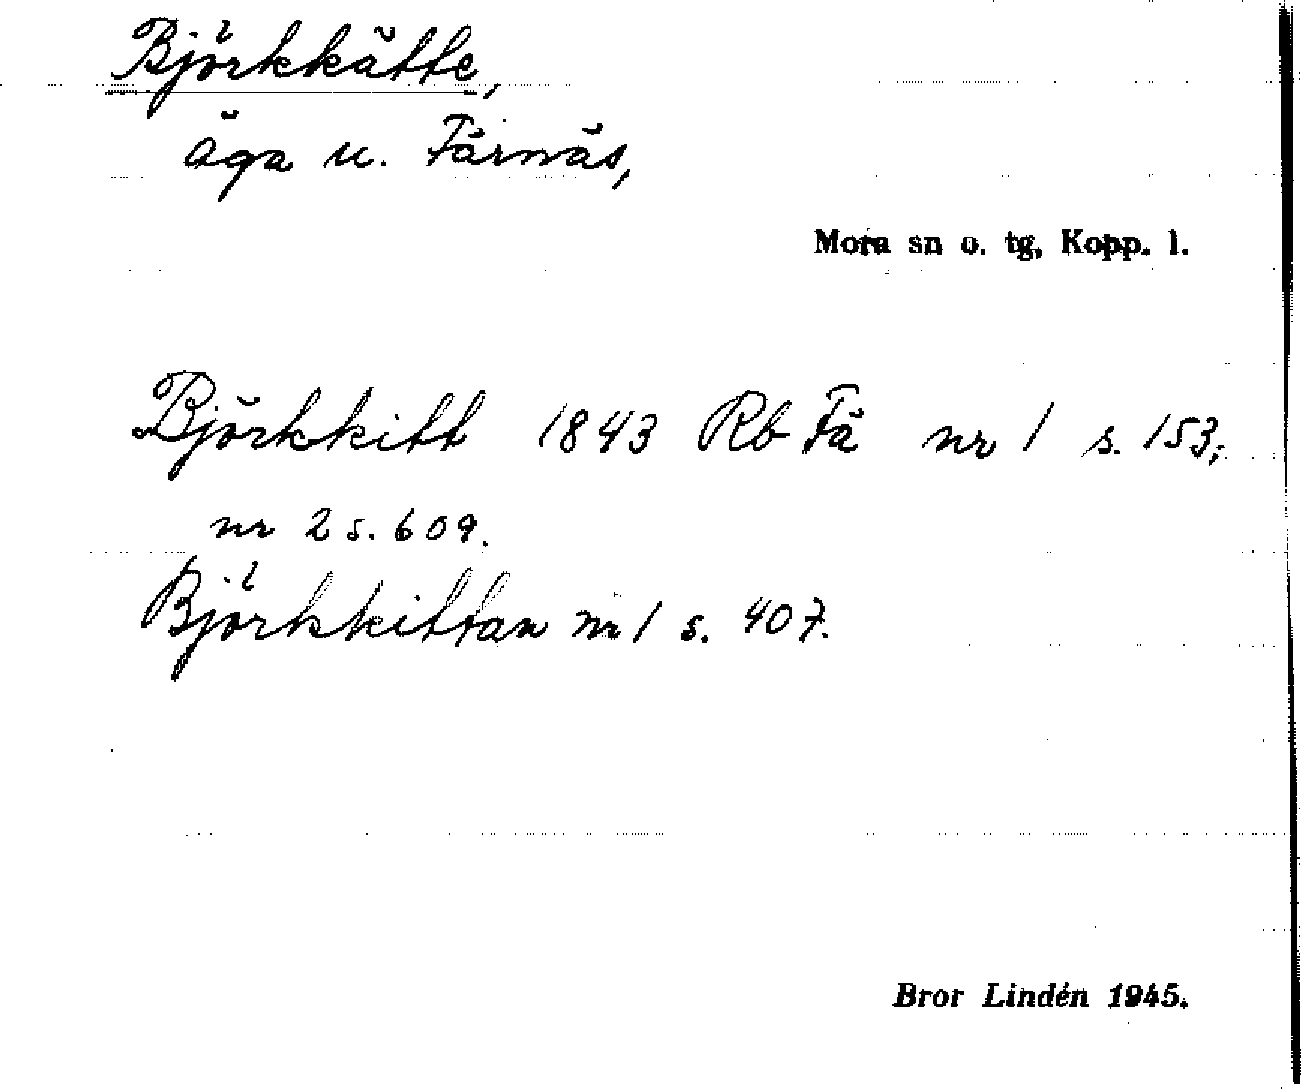 Björkkätte,
äga u. Färnäs,
Mora sn o. tg, Kopp. l.
Björkkitt 1843 Rb Fä nr 1 s. 153;
nr 2 s. 609.
Björkkittan nr 1 s. 407.
Bror Lindén 1945.